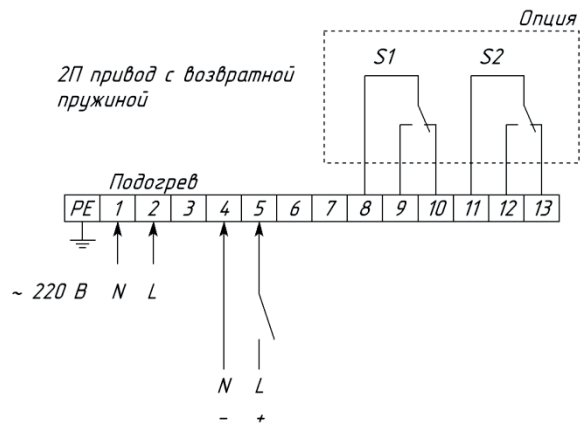 Опция
S1 S2
2П привод с возвратной
пружиной
Подогрев
PE 1 2 3 4 5 6 7 8 9 10 11 12 13
~ 220 В N L
N L
- +